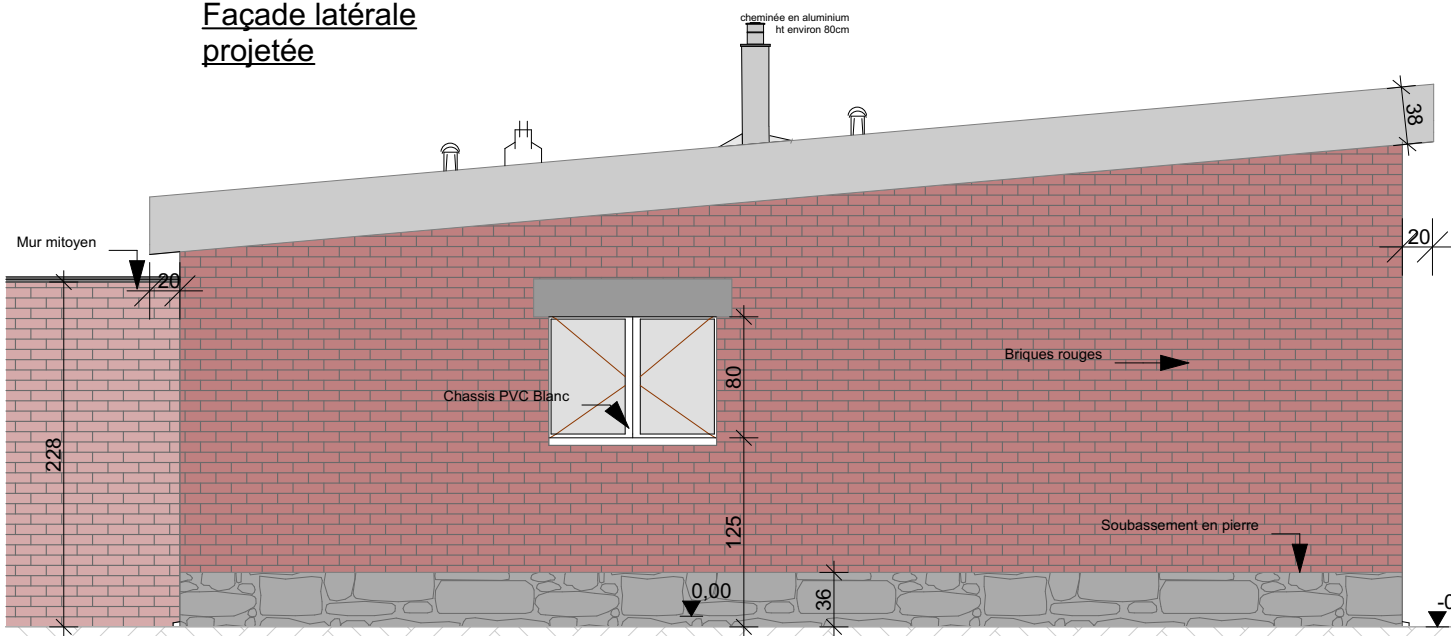 Façade latérale
projetée
cheminée en aluminium
ht environ 80cm
38
Mur mitoyen
20
20
Briques rouges
80
Chassis PVC Blanc
228
125
Soubassement en pierre
0,00
36
-0